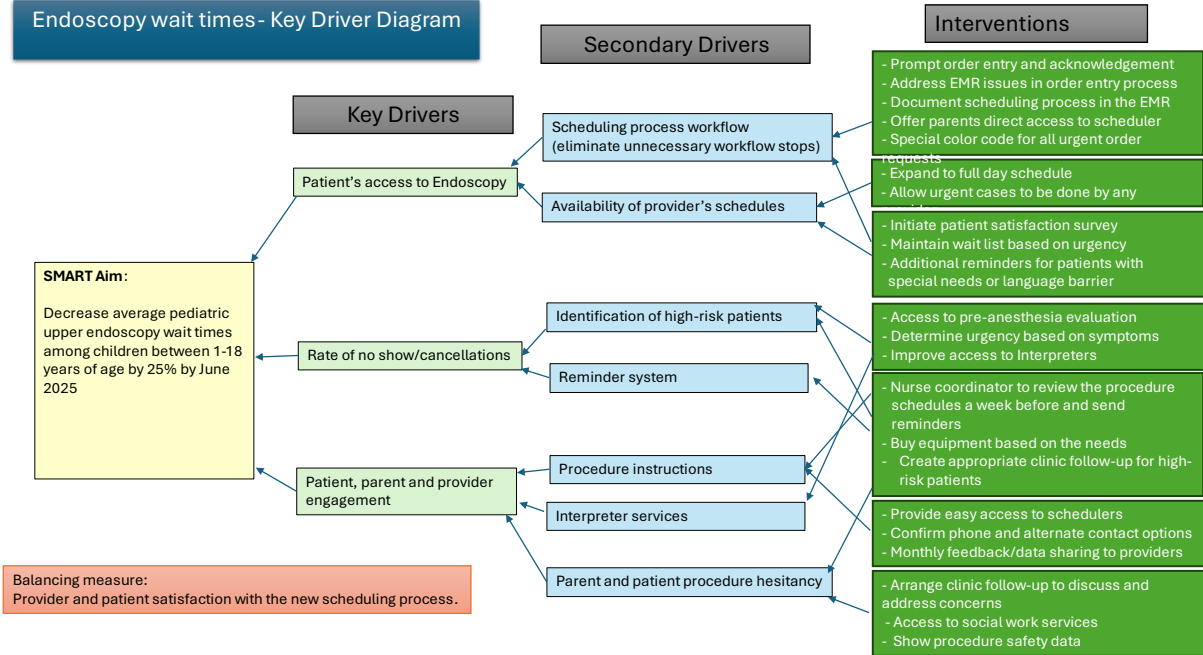 Endoscopy wait times- Key Driver Diagram
Key Drivers
Secondary Drivers
Interventions
SMART Aim:
Decrease average pediatric
upper endoscopy wait times
among children between 1-18
years of age by 25% by June
2025
Patient's access to Endoscopy
Rate of no show/cancellations
Patient, parent and provider
engagement
Scheduling process workflow
(eliminate unnecessary workflow stops)
Availability of provider's schedules
Identification of high-risk patients
Reminder system
Procedure instructions
Interpreter services
Parent and patient procedure hesitancy
- Prompt order entry and acknowledgement
- Address EMR issues in order entry process
- Document scheduling process in the EMR
- Offer parents direct access to scheduler
- Special color code for all urgent order
requests
- Expand to full day schedule
- Allow urgent cases to be done by any
- Initiate patient satisfaction survey
- Maintain wait list based on urgency
- Additional reminders for patients with
special needs or language barrier
- Access to pre-anesthesia evaluation
- Determine urgency based on symptoms
- Improve access to Interpreters
- Nurse coordinator to review the procedure
schedules a week before and send
reminders
- Buy equipment based on the needs
- Create appropriate clinic follow-up for high-
risk patients
- Provide easy access to schedulers
- Confirm phone and alternate contact options
- Monthly feedback/data sharing to providers
- Arrange clinic follow-up to discuss and
address concerns
- Access to social work services
- Show procedure safety data
Balancing measure:
Provider and patient satisfaction with the new scheduling process.